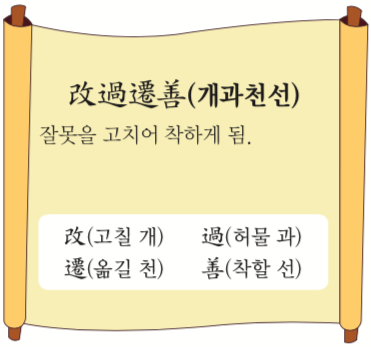 改過遷善(개과천선)
잘못을 고치어 착하게 됨.
改(고칠 개) 過(허물 과)
遷(옮길 천) 善(착할 선)